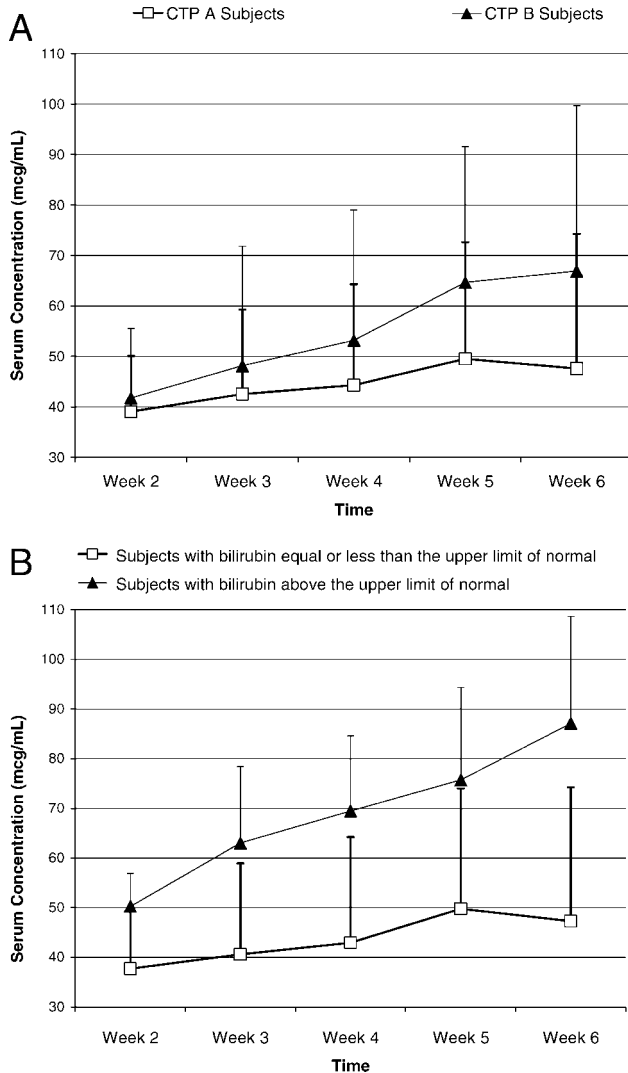 A
CTP A Subjects
CTP B Subjects
110
100
90
80
70
60
50
40
30
Serum Concentration (mcg/mL)
Week 2 Week 3 Week 4 Week 5 Week 6
Time
B
Subjects with bilirubin equal or less than the upper limit of normal
Subjects with bilirubin above the upper limit of normal
110
100
90
80
70
60
50
40
30
Serum Concentration (mcg/mL)
Week 2 Week 3 Week 4 Week 5 Week 6
Time